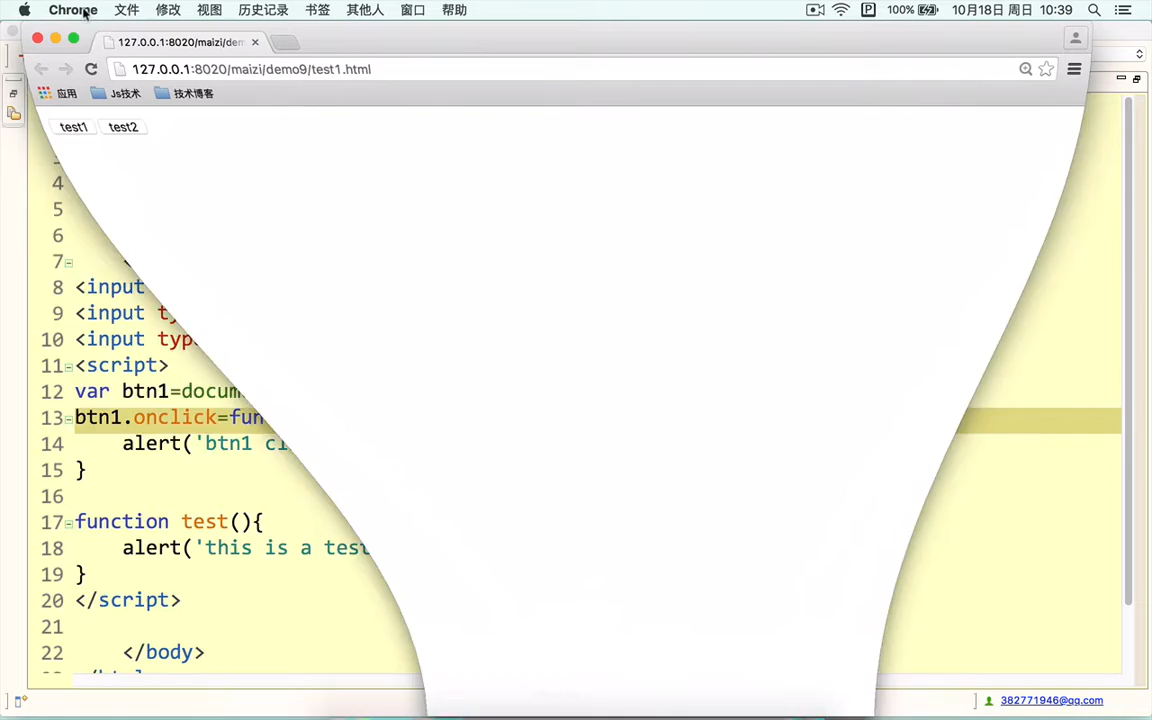 Chrome 文件 修改 视图 历史记录 书签 其他人 窗口 帮助 P 100% 10月18日 周日 10:39
127.0.0.1:8020/maizi/dem
127.0.0.1:8020/maizi/demo9/test1.html
应用 Js技术 技术博客
test1 test2
4
5
6
7
8 <input
9 <input
10 <input
11 <script>
12 var btn1=docum
13 btn1.onclick=fun
14 alert('btn1
15 }
16
17 function test(){
18 alert('this is a test
19 }
20 </script>
21
22 </body>
382771946@qq.com